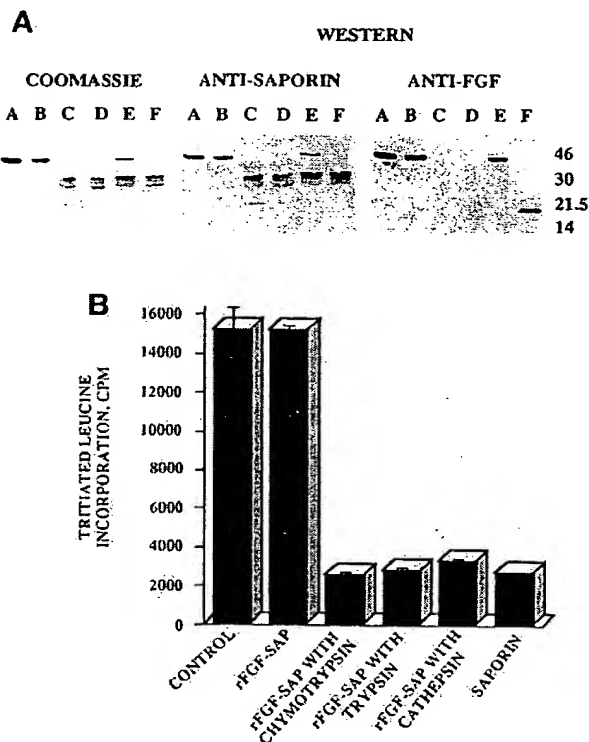 A
WESTERN
COOMASSIE ANTI-SAPORIN ANTI-FGF
A B C D E F A B C D E F A B C D E F
46
30
21.5
14
B
TRITIATED LEUCINE
INCORPORATION, CPM
16000
14000
12000
10000
8000
6000
4000
2000
0
CONTROL
rFGF-SAP
rFGF-SAP WITH
CHYMOTRYPSIN
rFGF-SAP WITH
TRYPSIN
rFGF-SAP WITH
CATHEPSIN
SAPORIN